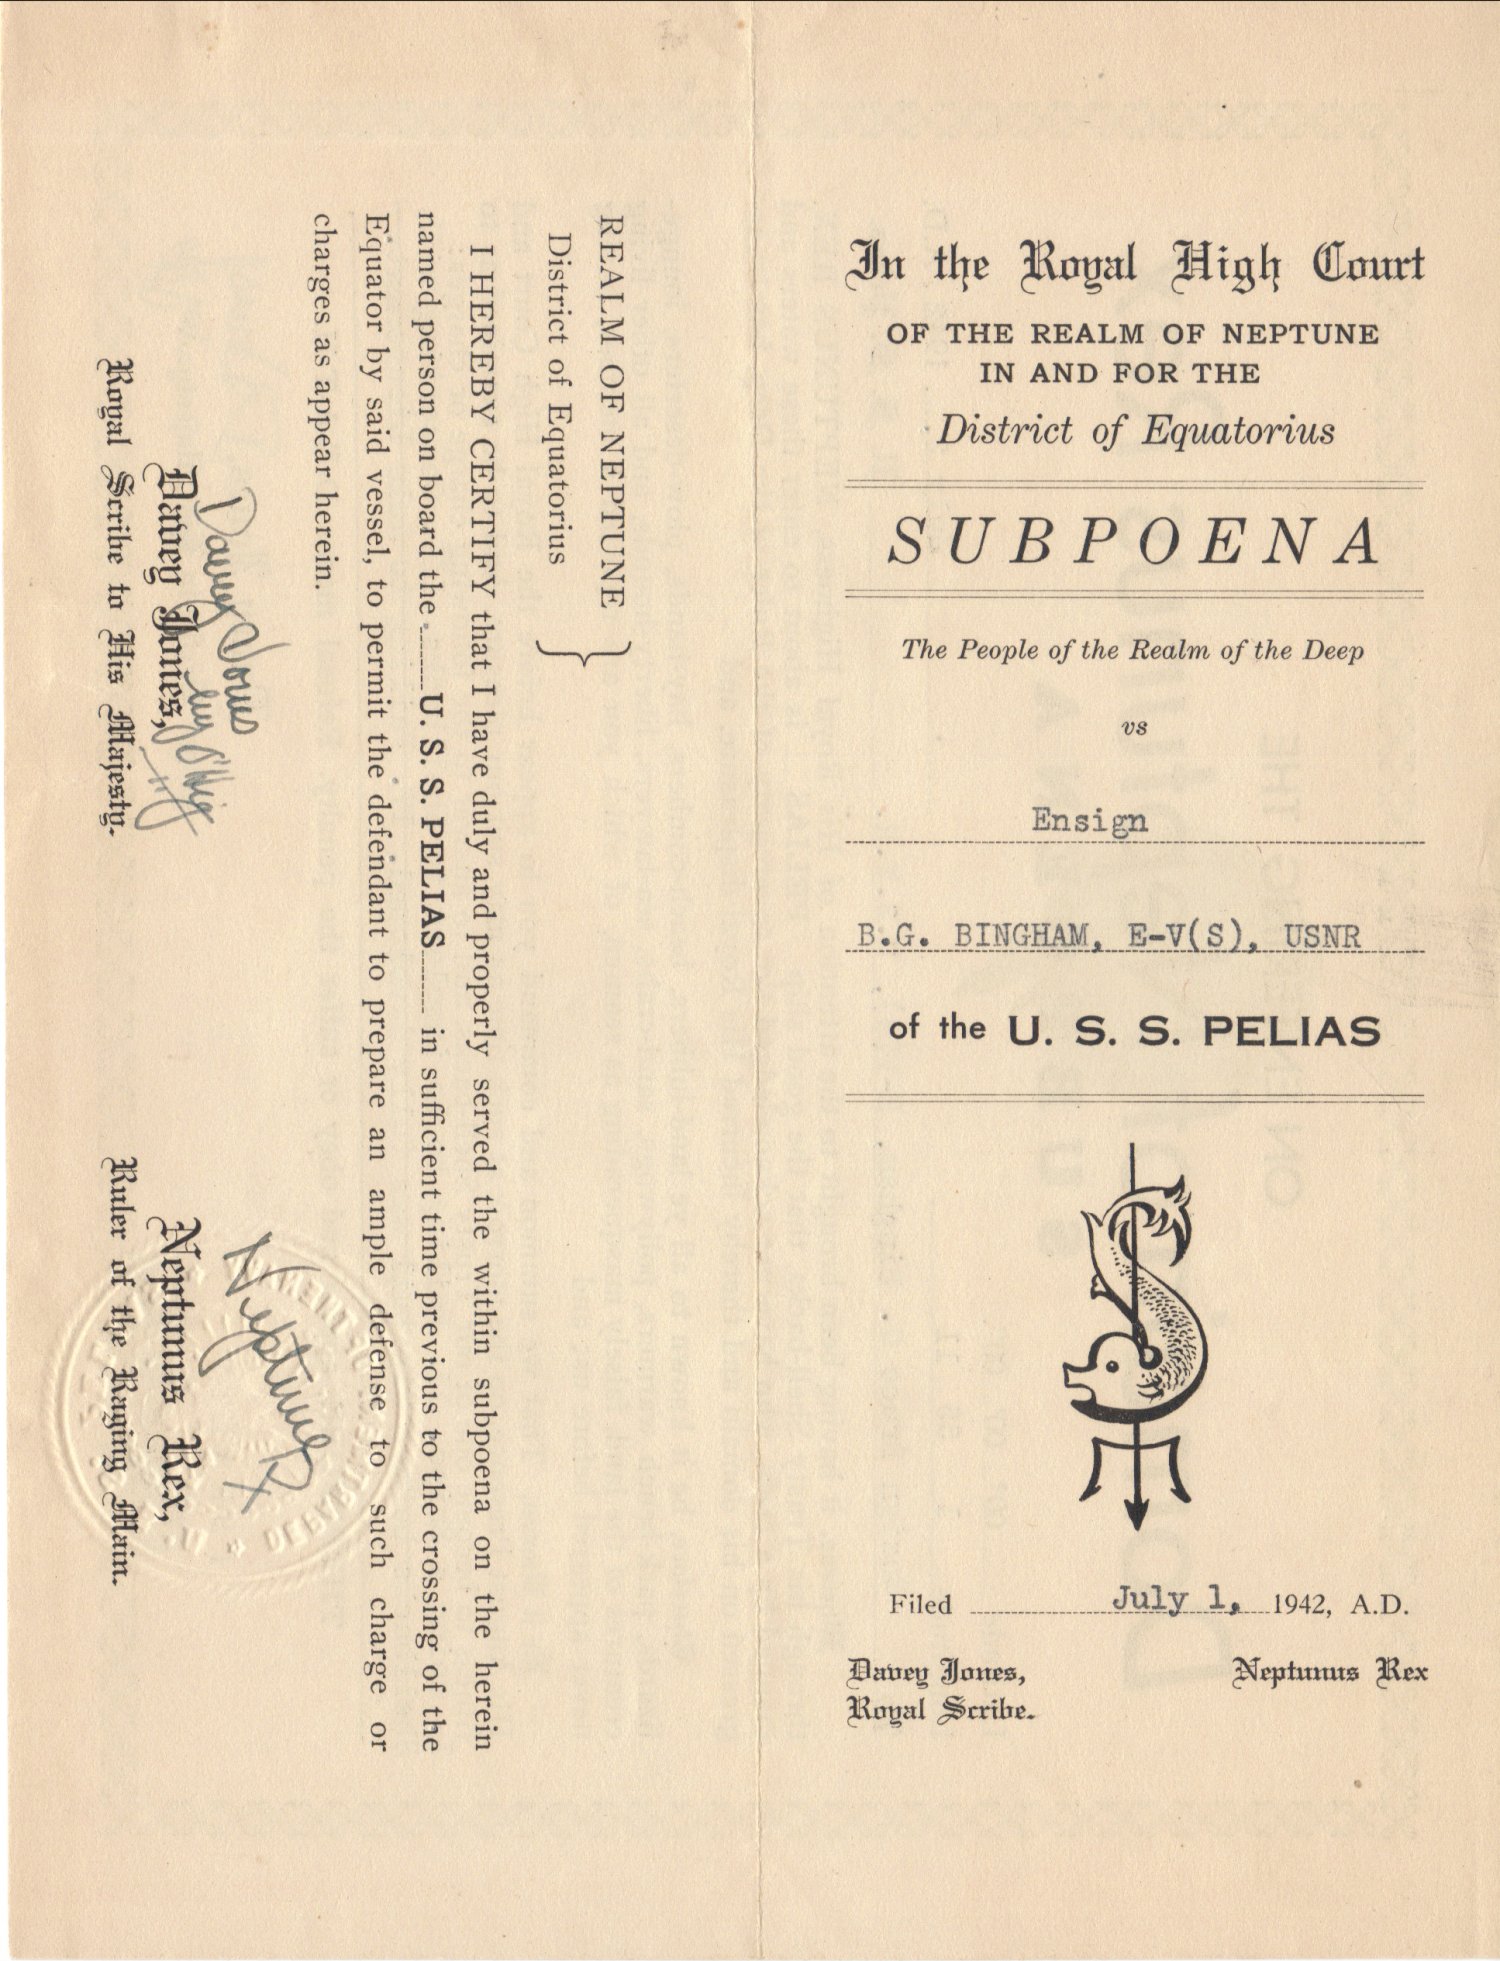 In the Royal High Court
OF THE REALM OF NEPTUNE
IN AND FOR THE
District of Equatorius
SUBPOENA
The People of the Realm of the Deep
vs
Ensign
B.G. BINGHAM, E-V(S), USNR
of the U. S. S. PELIAS
Filed July 1, 1942, A.D.
Davey Jones, Neptunus Rex
Royal Scribe.
REALM OF NEPTUNE
District of Equatorius
}
I HEREBY CERTIFY that I have duly and properly served the within subpoena on the herein
named person on board the U. S. S. PELIAS in sufficient time previous to the crossing of the
Equator by said vessel, to permit the defendant to prepare an ample defense to such charge or
charges as appear herein.
Davey Jones
by
Davey Jones,
Royal Scribe to His Majesty.
Neptunus R
Neptunus Rex,
Ruler of the Raging Main.